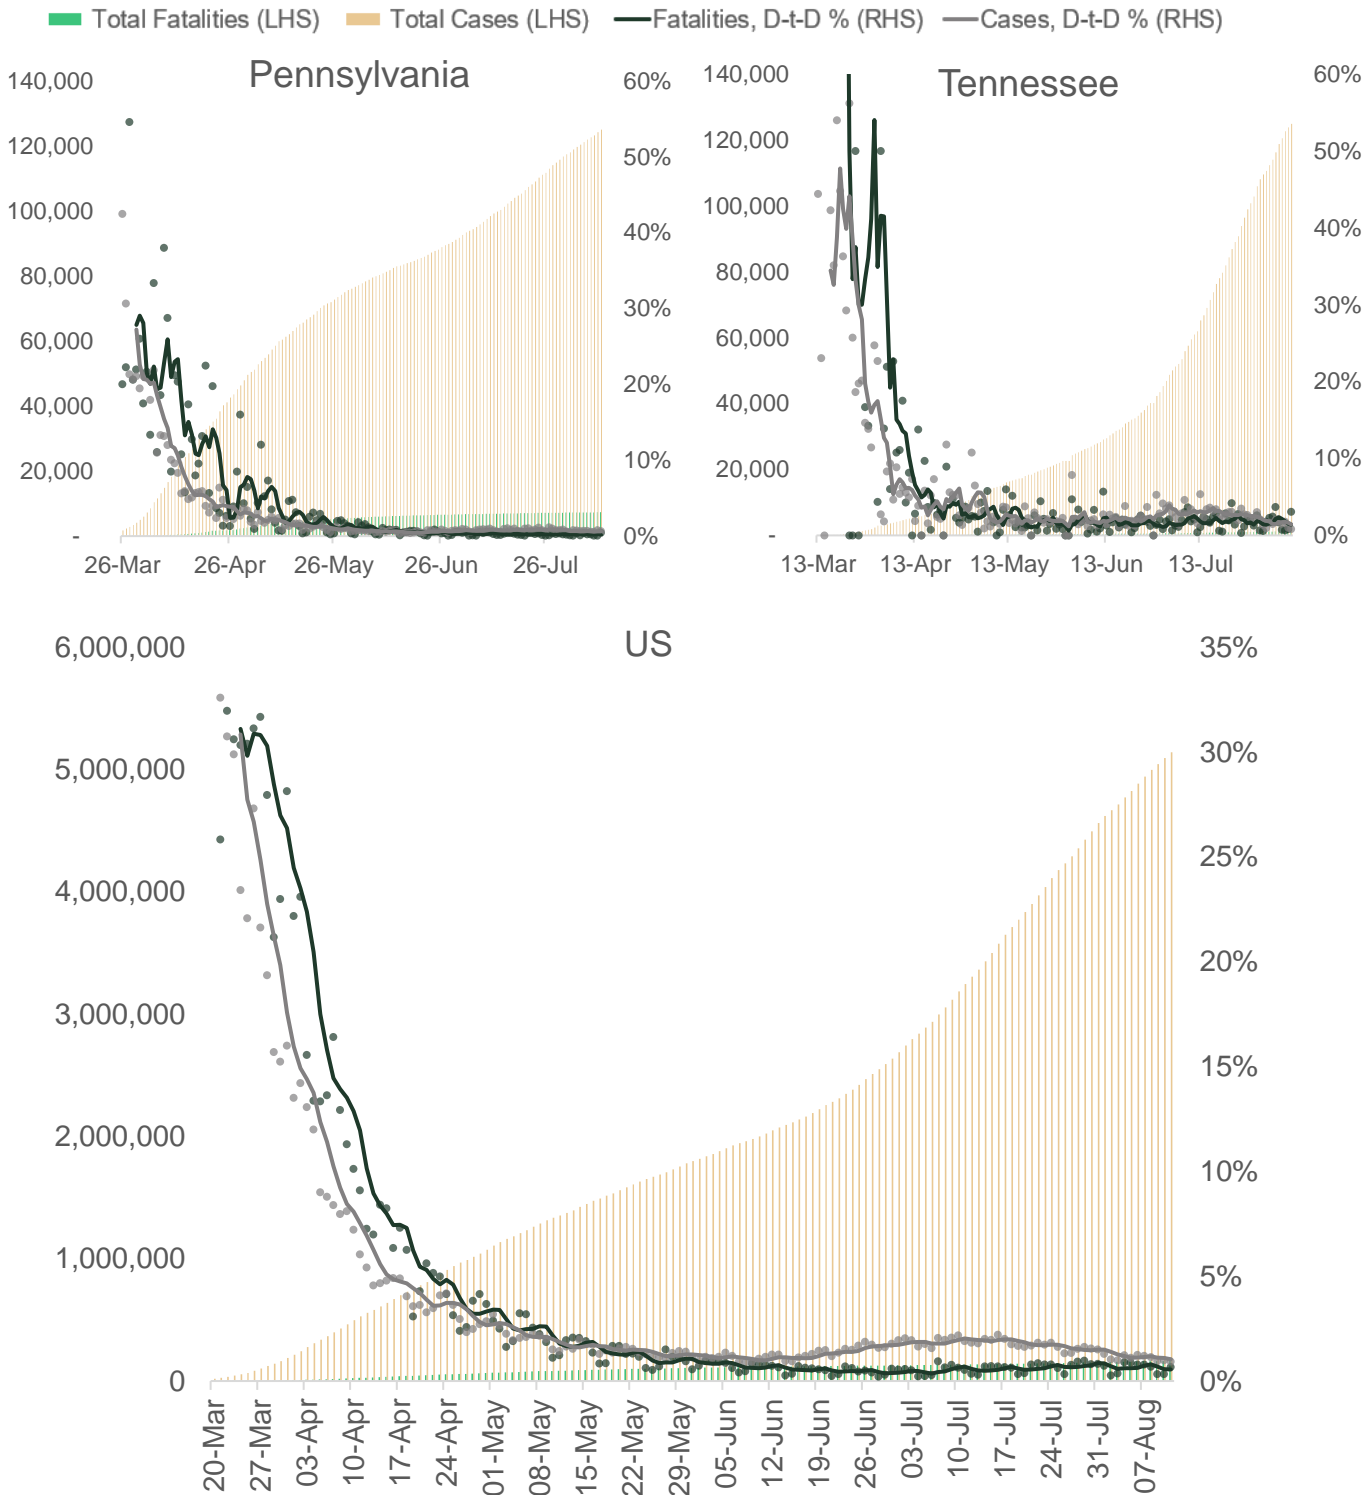 Total Fatalities (LHS) Total Cases (LHS) Fatalities, D-t-D % (RHS) Cases, D-t-D % (RHS)
Pennsylvania
140,000
120,000
100,000
80,000
60,000
40,000
20,000
-
60%
50%
40%
30%
20%
10%
0%
26-Mar 26-Apr 26-May 26-Jun 26-Jul
Tennessee
140,000
120,000
100,000
80,000
60,000
40,000
20,000
-
60%
50%
40%
30%
20%
10%
0%
13-Mar 13-Apr 13-May 13-Jun 13-Jul
US
6,000,000
5,000,000
4,000,000
3,000,000
2,000,000
1,000,000
0
35%
30%
25%
20%
15%
10%
5%
0%
20-Mar
27-Mar
03-Apr
10-Apr
17-Apr
24-Apr
01-May
08-May
15-May
22-May
29-May
05-Jun
12-Jun
19-Jun
26-Jun
03-Jul
10-Jul
17-Jul
24-Jul
31-Jul
07-Aug